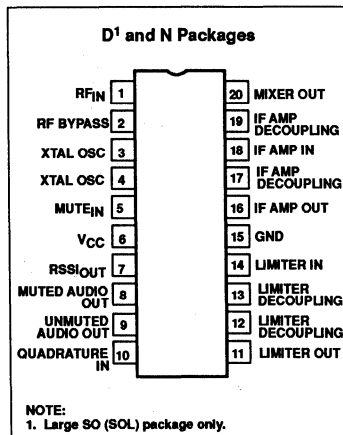 D¹ and N Packages
RFIN 1
RF BYPASS 2
XTAL OSC 3
XTAL OSC 4
MUTEIN 5
VCC 6
RSSIOUT 7
MUTED AUDIO
OUT 8
UNMUTED
AUDIO OUT 9
QUADRATURE
IN 10
20 MIXER OUT
19 IF AMP
DECOUPLING
18 IF AMP IN
17 IF AMP
DECOUPLING
16 IF AMP OUT
15 GND
14 LIMITER IN
13 LIMITER
DECOUPLING
12 LIMITER
DECOUPLING
11 LIMITER OUT
NOTE:
1. Large SO (SOL) package only.